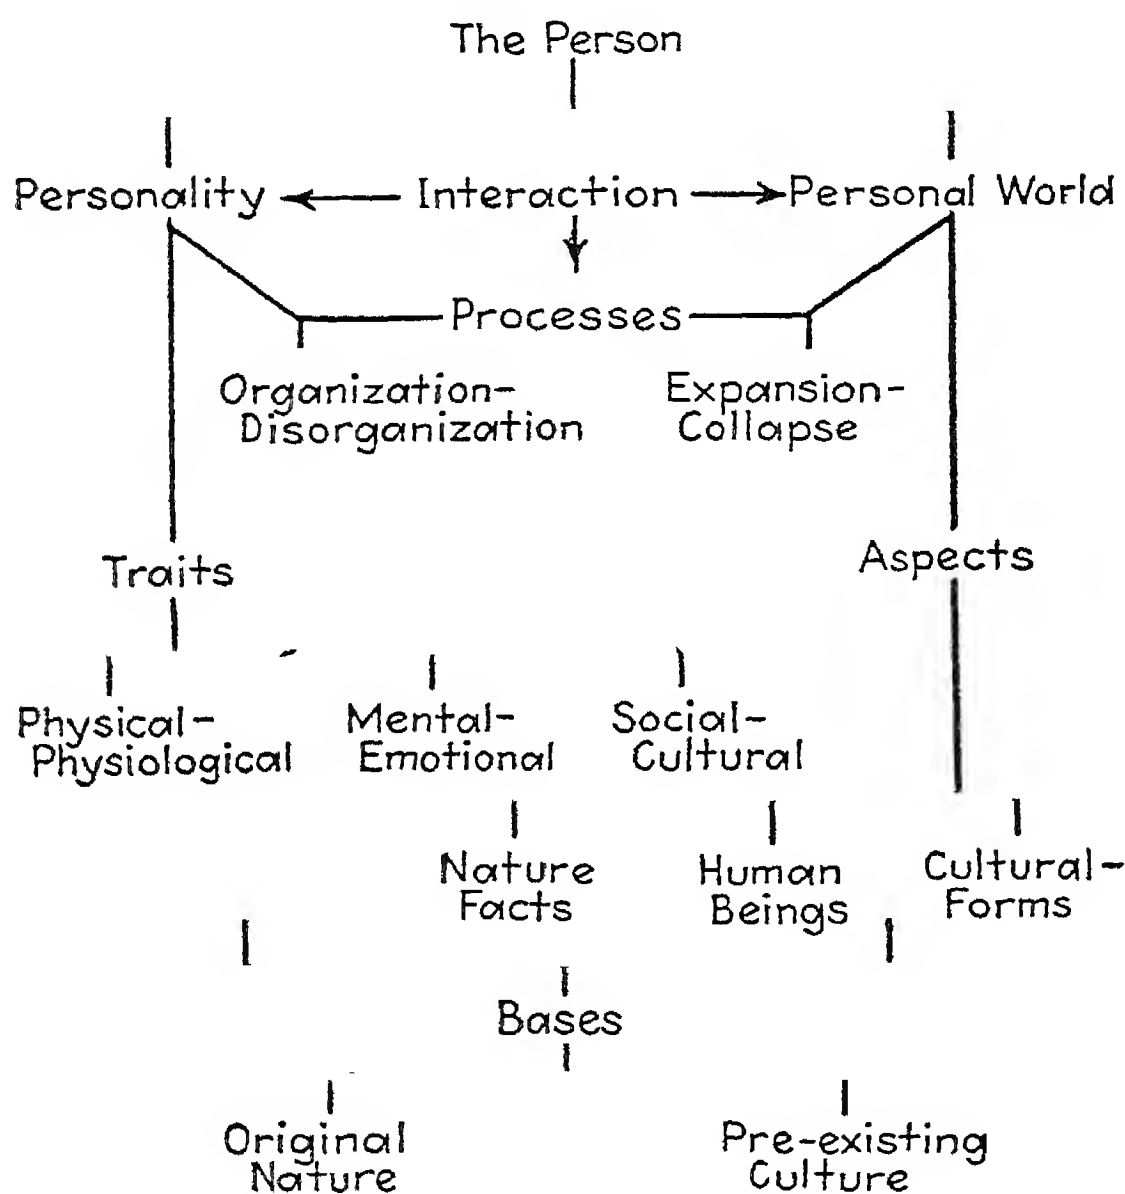 The Person
Personality Interaction Personal World
Processes
Organization-
Disorganization
Expansion-
Collapse
Traits
Aspects
Physical-
Physiological
Mental-
Emotional
Social-
Cultural
Nature
Facts
Human
Beings
Cultural-
Forms
Bases
Original
Nature
Pre-existing
Culture